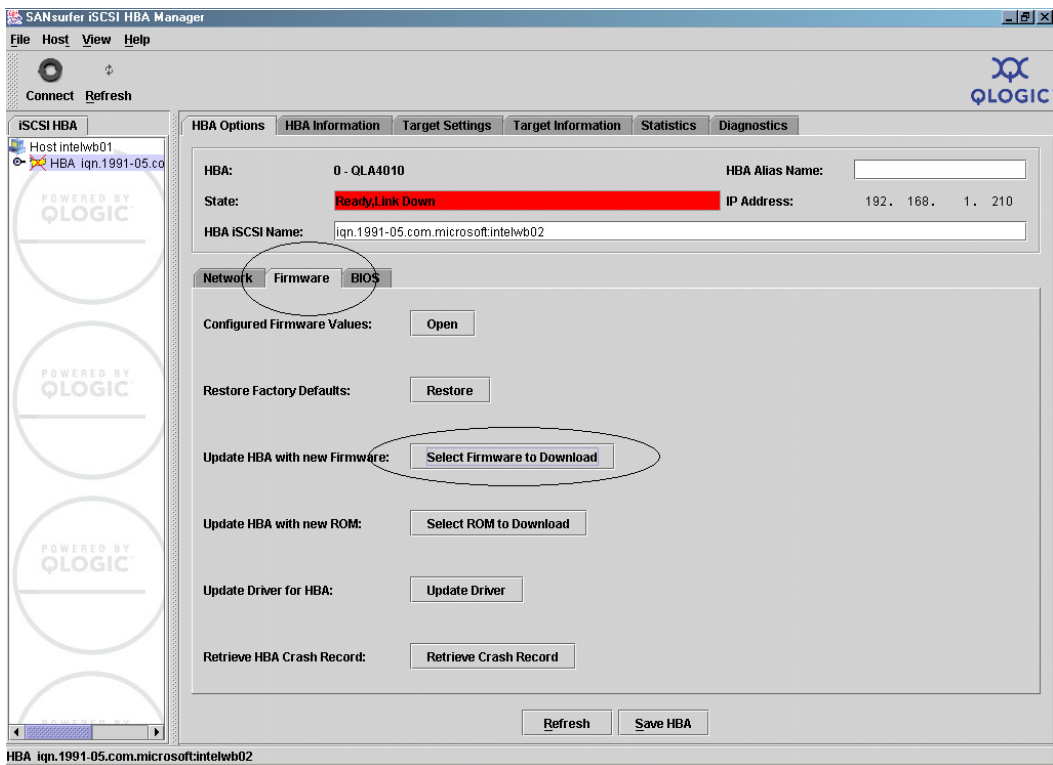 SANsurfer iSCSI HBA Manager
File Host View Help
Connect Refresh
QLOGIC
iSCSI HBA
Host intelwb01
HBA iqn.1991-05.co
POWERED BY
QLOGIC
POWERED BY
QLOGIC
POWERED BY
QLOGIC
POWERED BY
HBA Options HBA Information Target Settings Target Information Statistics Diagnostics
HBA: 0 - QLA4010 HBA Alias Name:
State: Ready,Link Down IP Address: 192. 168. 1. 210
HBA iSCSI Name: iqn.1991-05.com.microsoft:intelwb02
Network Firmware BIOS
Configured Firmware Values: Open
Restore Factory Defaults: Restore
Update HBA with new Firmware: Select Firmware to Download
Update HBA with new ROM: Select ROM to Download
Update Driver for HBA: Update Driver
Retrieve HBA Crash Record: Retrieve Crash Record
Refresh Save HBA
HBA iqn.1991-05.com.microsoft:intelwb02